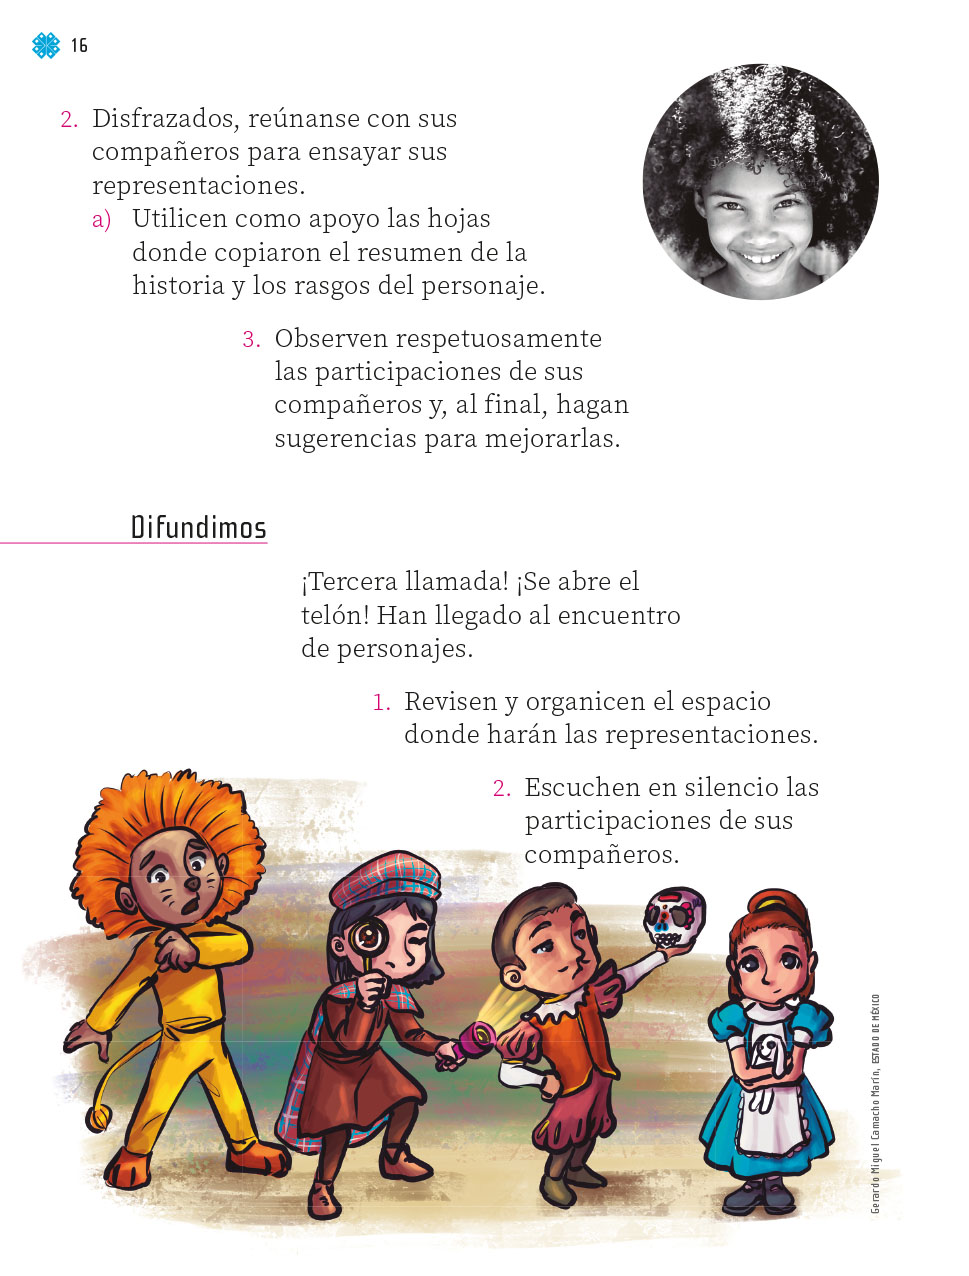 16
2. Disfrazados, reúnanse con sus
compañeros para ensayar sus
representaciones.
a) Utilicen como apoyo las hojas
donde copiaron el resumen de la
historia y los rasgos del personaje.
3. Observen respetuosamente
las participaciones de sus
compañeros y, al final, hagan
sugerencias para mejorarlas.
Difundimos
¡Tercera llamada! ¡Se abre el
telón! Han llegado al encuentro
de personajes.
1. Revisen y organicen el espacio
donde harán las representaciones.
2. Escuchen en silencio las
participaciones de sus
compañeros.
Gerardo Miguel Camacho Marín, ESTADO DE MÉXICO